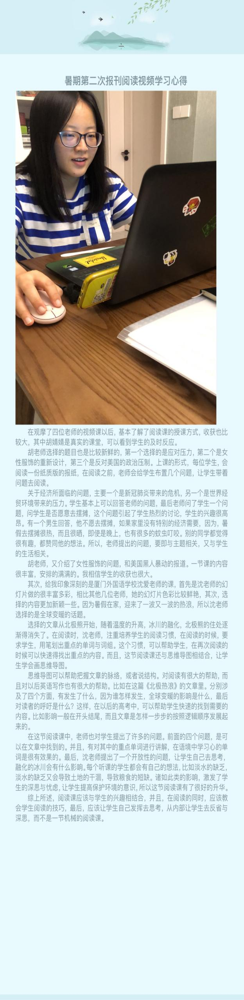 暑期第二次报刊阅读视频学习心得
Herschel
在观摩了四位老师的视频课以后，基本了解了阅读课的授课方式，收获也比
较大，其中胡婧婧是真实的课堂，可以看到学生的及时反应。
胡老师选择的题目也是比较新鲜的，第一个选择的是应对压力，第二个是女
性服饰的重新设计，第三个是反对美国的政治压制。上课的形式，每位学生，会
阅读一份纸质版的报纸，在阅读之前，老师会给学生布置几个问题，让学生带着
问题去阅读。
关于经济所面临的问题，主要一个是新冠肺炎带来的危机，另一个是世界经
贸环境带来的压力。学生基本上可以回答老师的问题，最后老师问了学生一个问
题，问学生是否愿意去摆摊，这个问题引起了学生热烈的讨论，学生的兴趣很高
昂。有一个男生回答，他不愿去摆摊，如果家里没有特别的经济需要，因为，暑
假去摆摊很热，而且很晒，即使是晚上，也有很多的蚊虫叮咬。别的同学都觉得
很有趣，都赞同他的想法。所以，老师提出的问题，要即与主题相关，又与学生
的生活相关。
胡老师，又介绍了女性服饰的问题，和美国黑人暴动的报道。一节课的内容
很丰富，安排的满满的。我相信学生的收获也很大。
其次，给我印象深刻的是厦门外国语学校沈爱老师的课，首先是沈老师的幻
灯片做的很丰富多彩，相比其他几位老师，她的幻灯片色彩比较鲜艳，其次，选
择的内容更加新颖一些。因为暑假在家，迎来了一波又一波的热浪，所以沈老师
选择的是全球变暖的话题。
选择的文章从北极熊开始，随着温度的升高，冰川的融化，北极熊的住处逐
渐得消失了。在阅读时，沈老师，注重培养学生的阅读习惯，在阅读的时候，要
求学生，用笔划出重点的单词与词组。这个习惯，可以帮助学生，在再次阅读的
时候可以快速得找出重点的内容。而且，这节阅读课还与思维导图相结合，让学
生学会画思维导图。
思维导图可以帮助把握文章的脉络，或者说结构。对阅读有很大的帮助，而
且对以后英语写作也有很大的帮助。比如在这篇《北极热浪》的文章里。分别涉
及了四个方面，有发生了什么，因为谁怎样发生，全球变暖的影响是什么，最后
对读者的呼吁是什么？这样，在以后的高考中，可以帮助学生快速的找到需要的
内容。比如影响一般在开头结尾，而且文章是怎样一步步的按照逻辑顺序发展起
来的。
在这节阅读课中，老师也对学生提出了许多的问题。前面的四个问题，是可
以在文章中找到的。并且，有对其中的重点单词进行讲解，在语境中学习心的单
词是很有效果的。最后，沈老师提出了一个开放性的问题，让学生自己去思考，
融化的冰川会有什么影响。每个听课的学生都会有自己的想法，比如淡水的缺乏，
淡水的缺乏又会导致土地的干涸，导致粮食的短缺。诸如此类的影响，激发了学
生的深思与忧虑，让学生提高保护环境的意识，所以这节阅读课有了很好的升华。
综上所述，阅读课应该与学生的兴趣相结合，并且，在阅读的同时，应该教
会学生阅读的技巧，最后，应该让学生自己发挥去思考，从内部让学生去反省与
深思，而不是一节机械的阅读课。